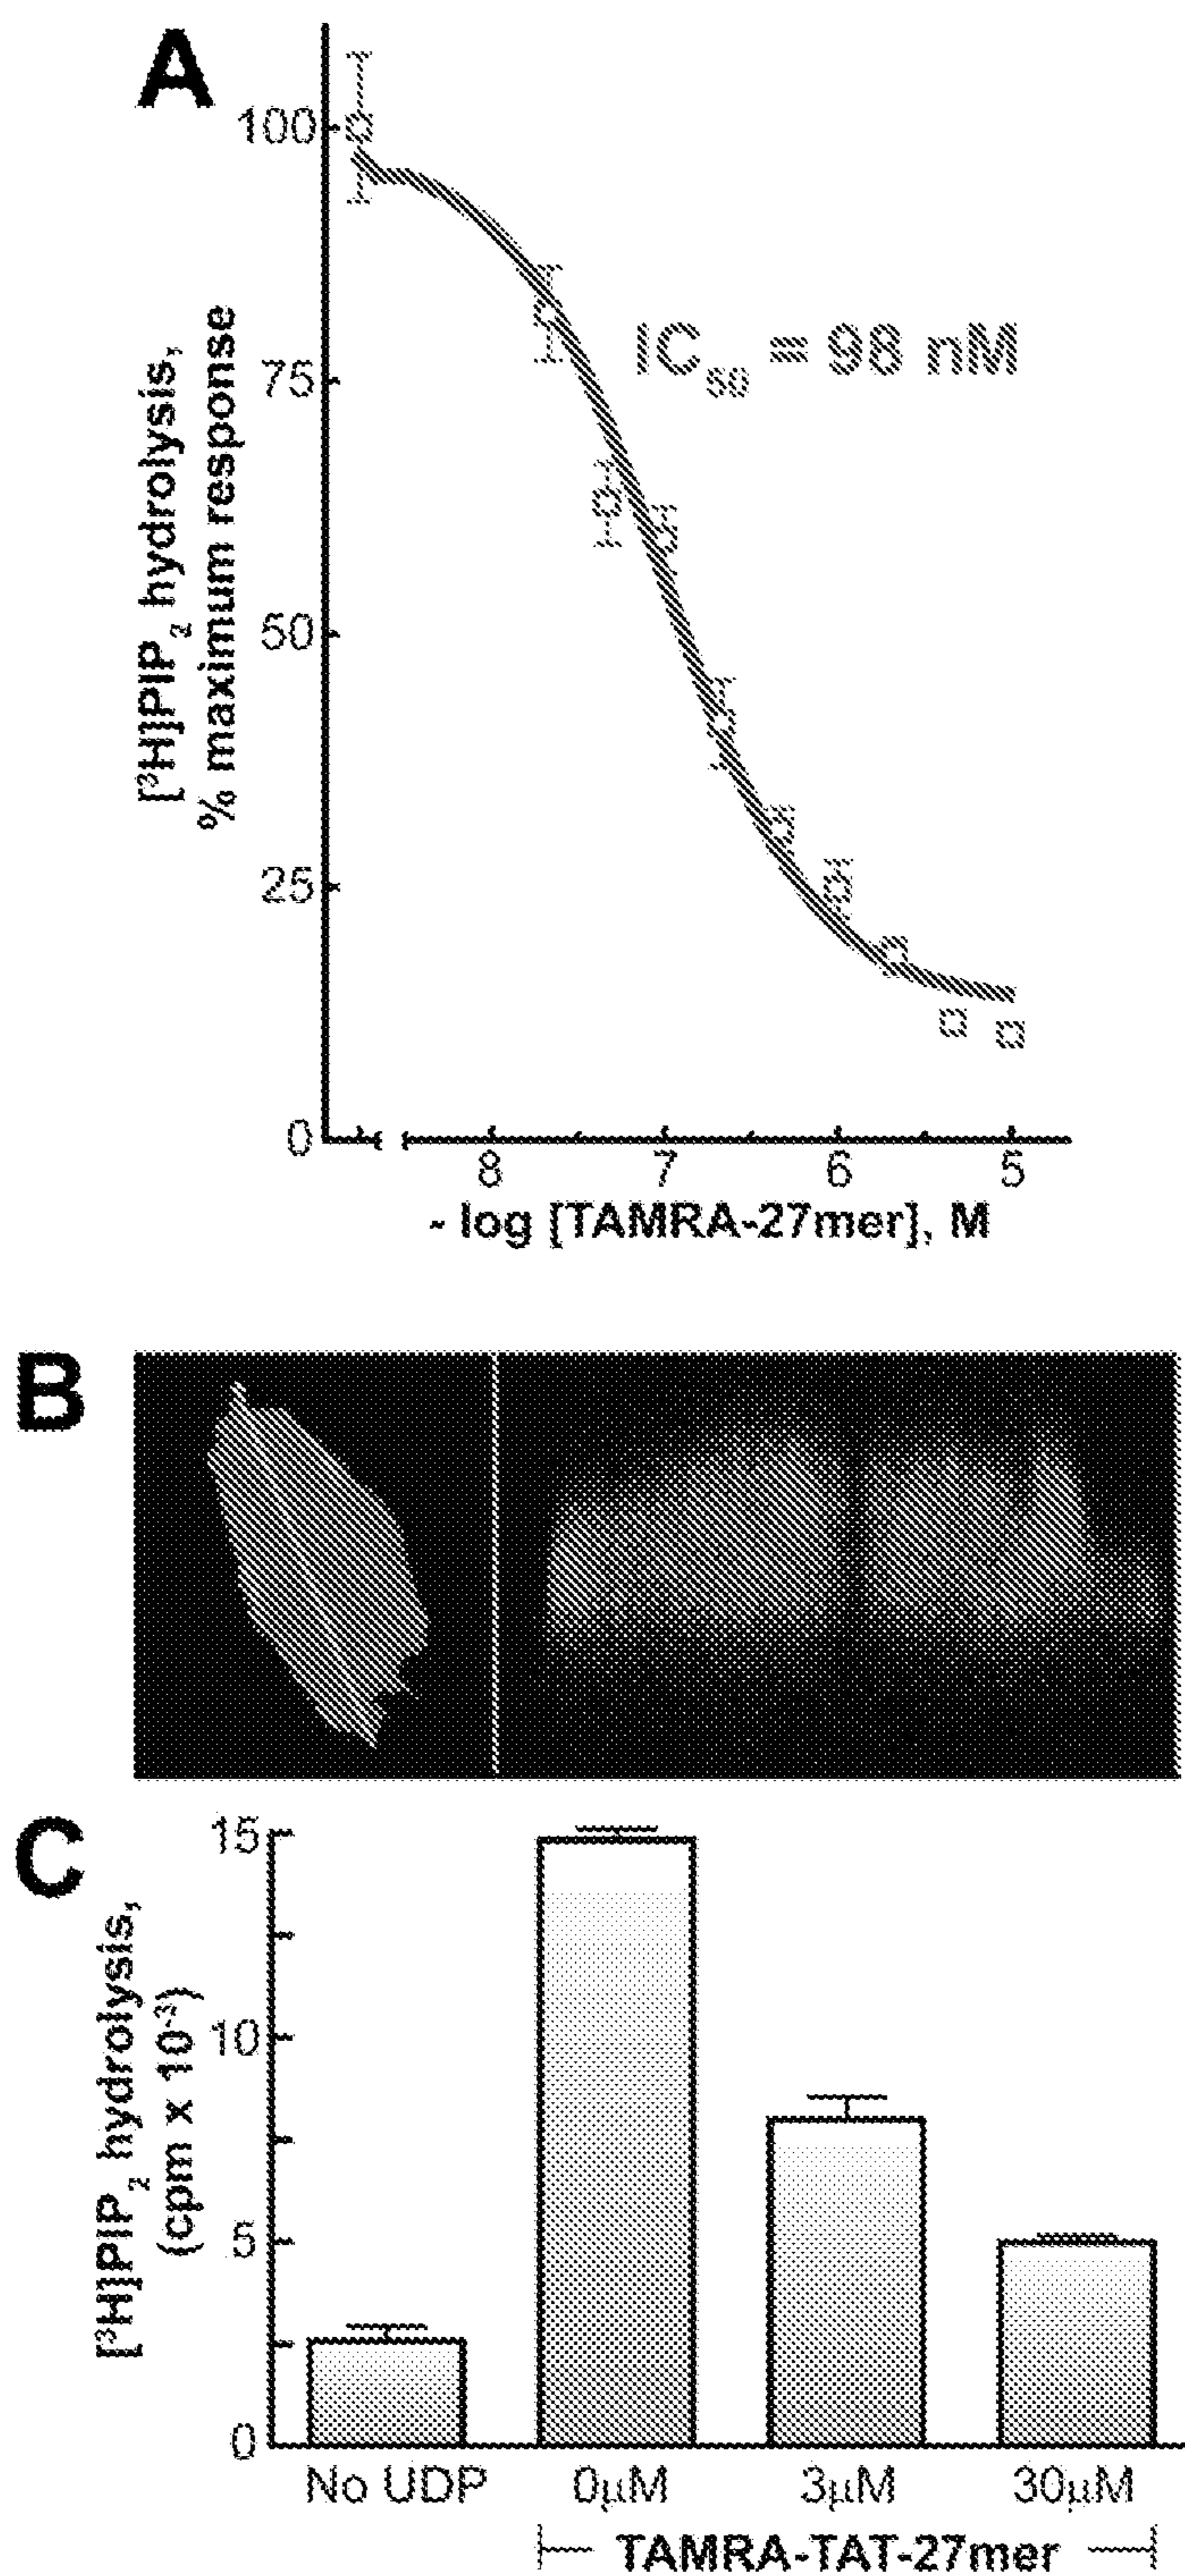 A
[³H]PIP₂ hydrolysis,
% maximum response
100
75
50
25
0
IC₅₀ = 98 nM
8 7 6 5
- log [TAMRA-27mer], M
B
C
[³H]PIP₂ hydrolysis,
(cpm x 10⁻³)
15
10
5
0
No UDP 0μM 3μM 30μM
TAMRA-TAT-27mer